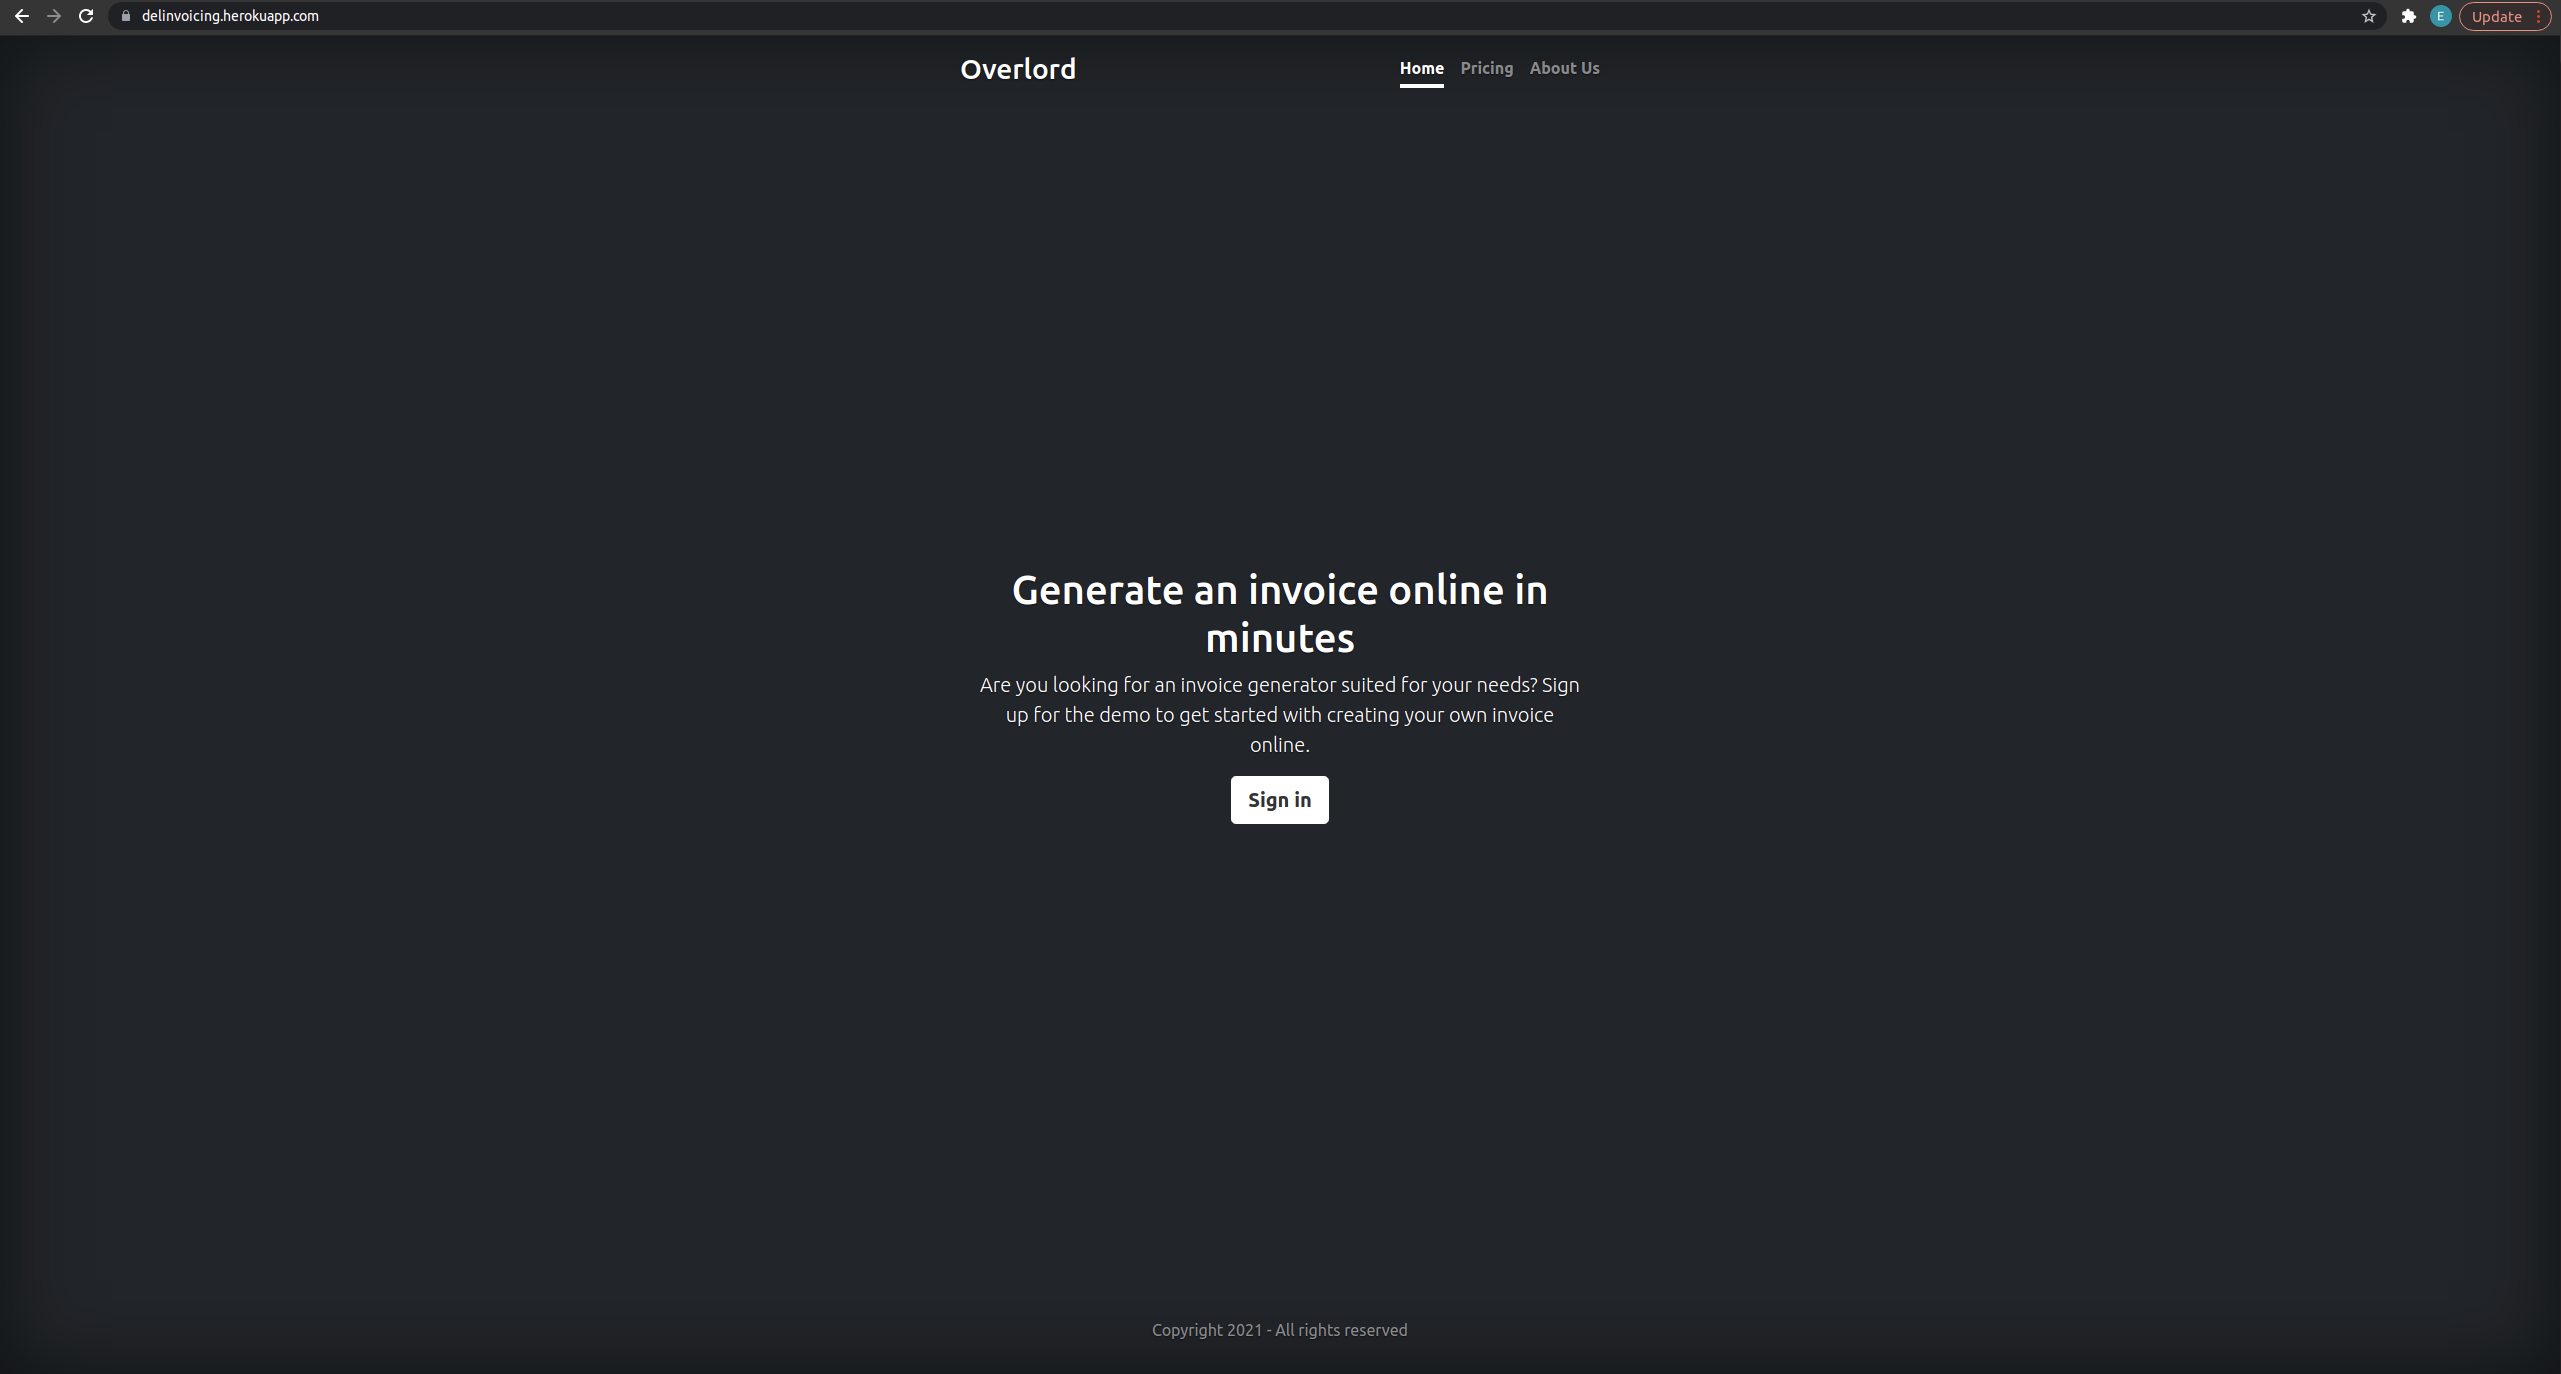 delinvoicing.herokuapp.com
E
Update
Overlord
Home Pricing About Us
Generate an invoice online in
minutes
Are you looking for an invoice generator suited for your needs? Sign
up for the demo to get started with creating your own invoice
online.
Sign in
Copyright 2021 - All rights reserved